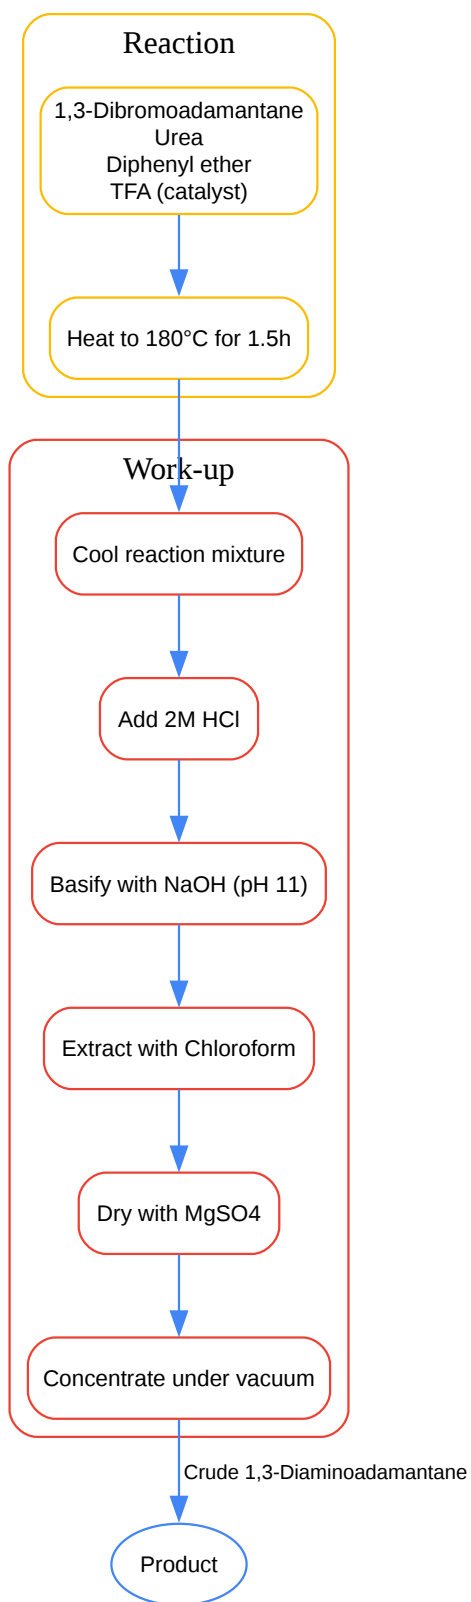 Reaction
1,3-Dibromoadamantane
Urea
Diphenyl ether
TFA (catalyst)
Heat to 180°C for 1.5h
Work-up
Cool reaction mixture
Add 2M HCl
Basify with NaOH (pH 11)
Extract with Chloroform
Dry with MgSO4
Concentrate under vacuum
Crude 1,3-Diaminoadamantane
Product